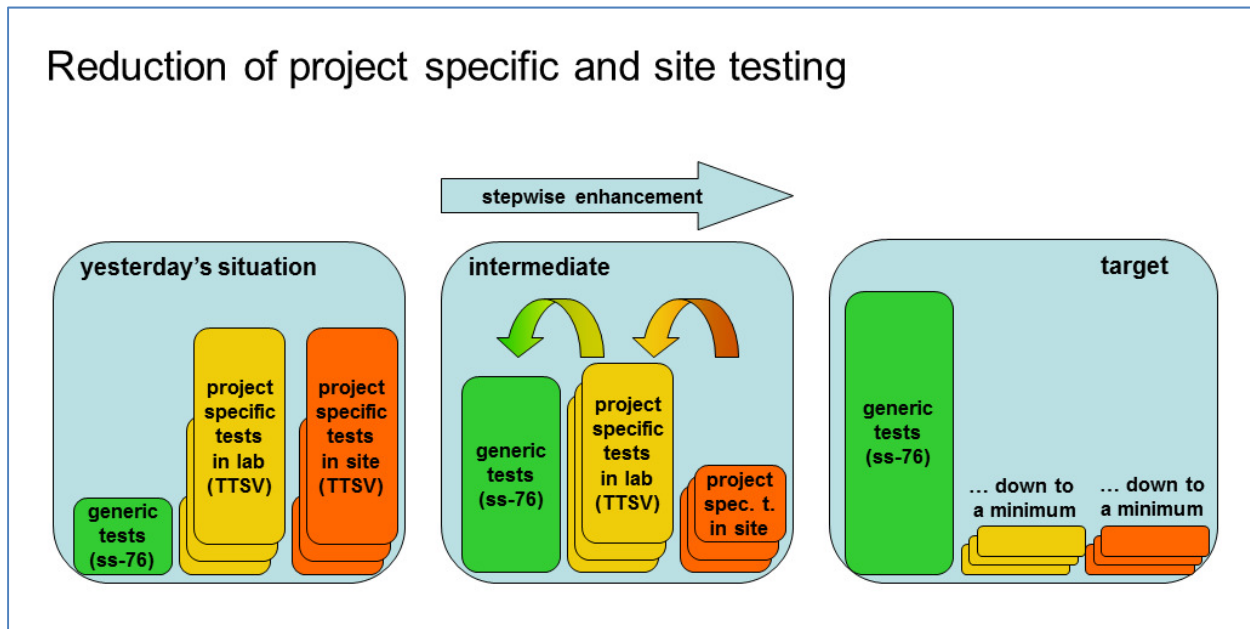 Reduction of project specific and site testing
stepwise enhancement
yesterday's situation
generic
tests
(ss-76)
project
specific
tests
in lab
(TTSV)
project
specific
tests
in site
(TTSV)
intermediate
generic
tests
(ss-76)
project
specific
tests
in lab
(TTSV)
project
spec. t.
in site
target
generic
tests
(ss-76)
... down to
a minimum
... down to
a minimum